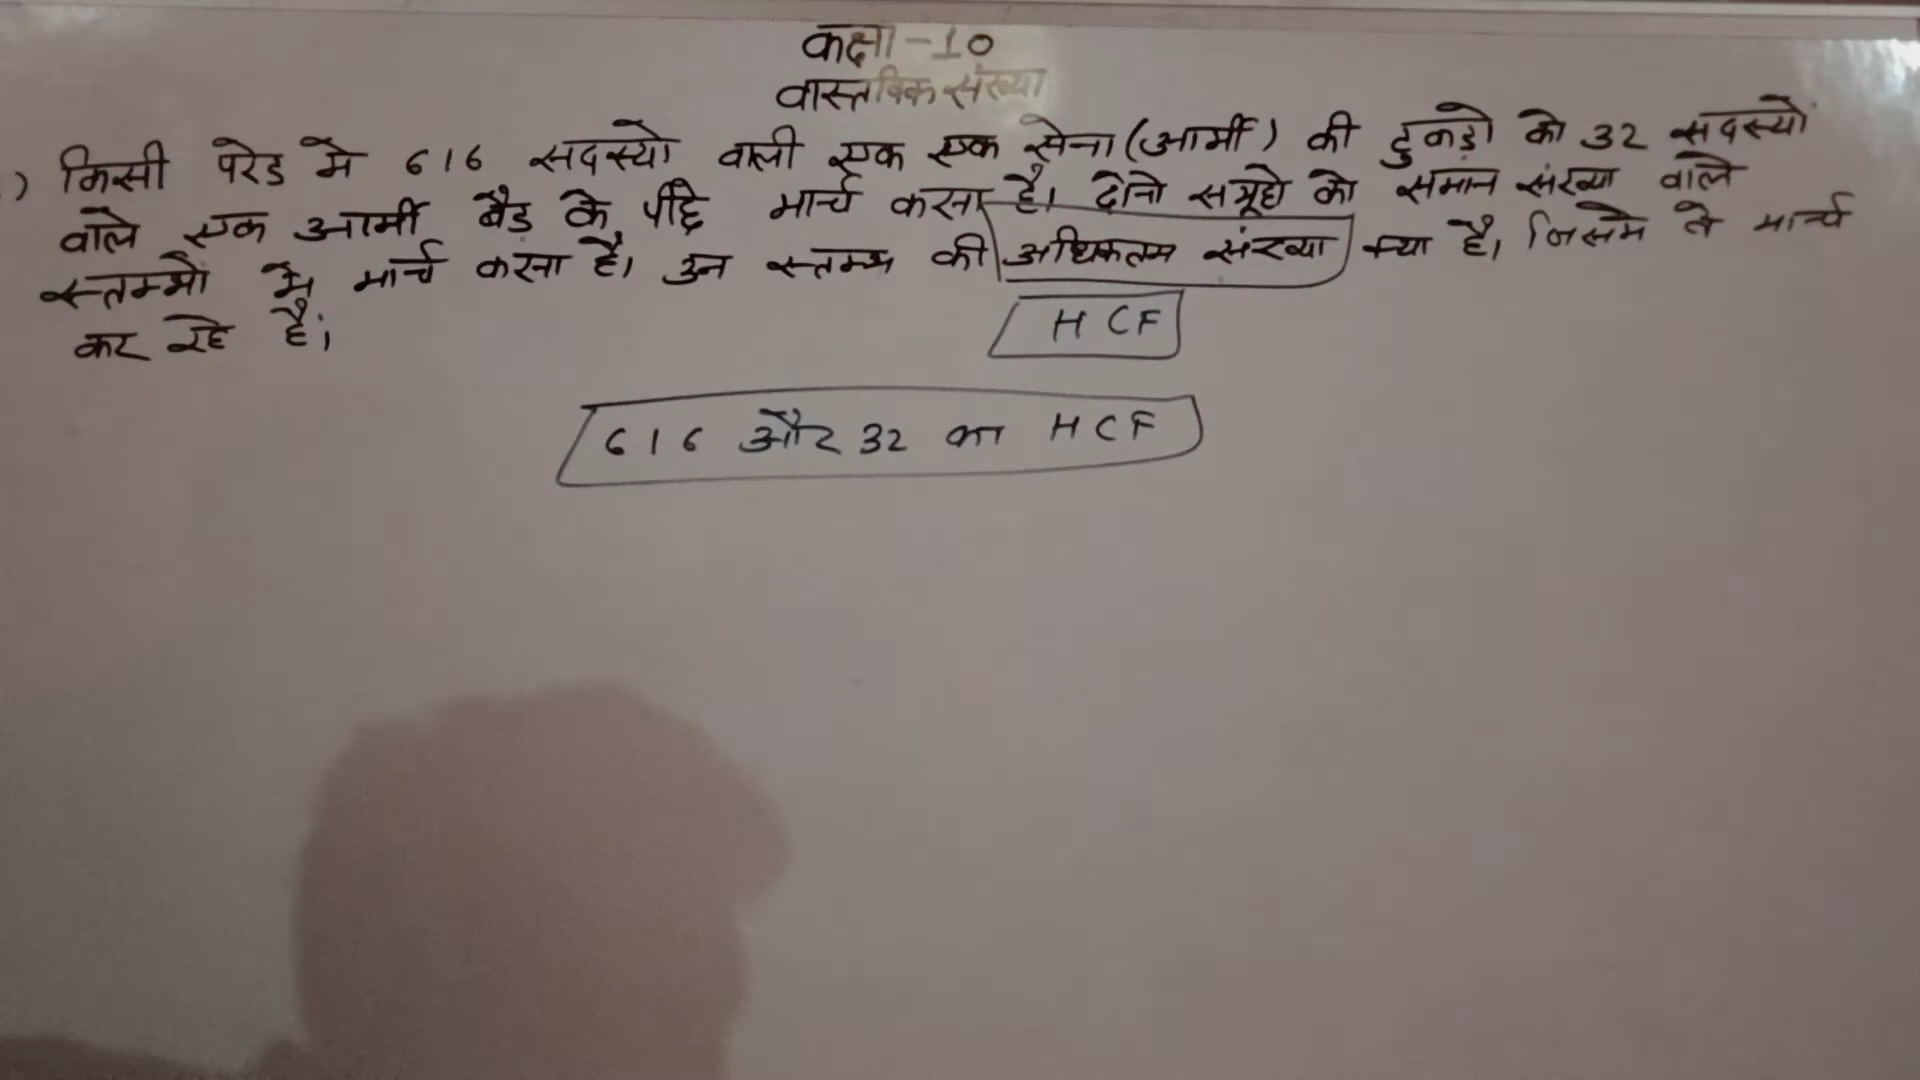 कक्षा -10
वास्तविक संख्या
) किसी परेड मे 616 सदस्यो वाली एक एक सेना (आर्मी) की टुकड़ो को 32 सदस्यों
वाले एक आर्मी बैड के पीछे मार्च करना है। दोनो समूहो को समान संख्या वाले
स्तम्भो मे मार्च करना है। उन स्तम्भ की अधिकतम संख्या क्या है, जिसमे वे मार्च
कर रहे है।
HCF
616 और 32 का HCF